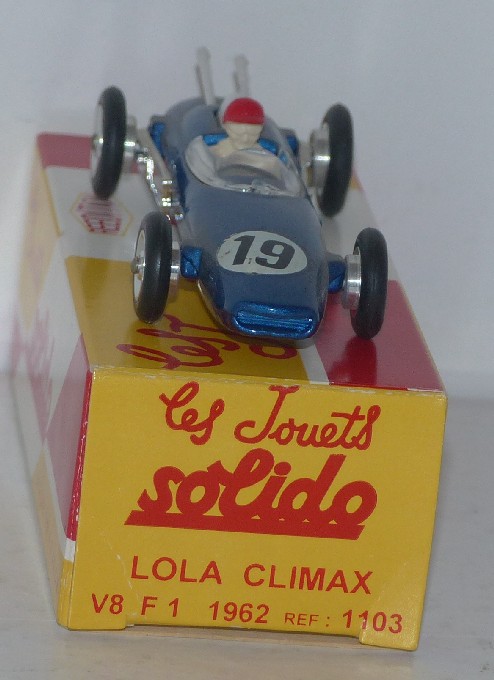 19
les Jouets
solido
LOLA CLIMAX
V8 F1 1962 REF: 1103